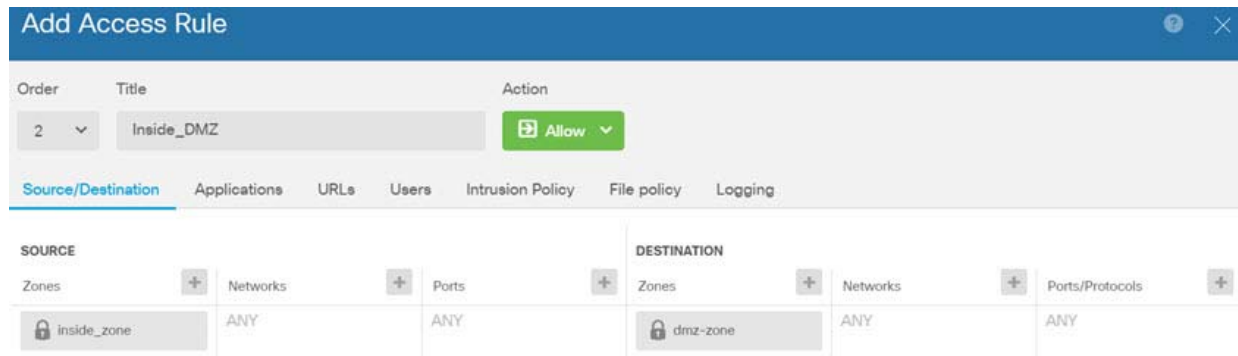 Add Access Rule
Order Title Action
2 Inside_DMZ Allow
Source/Destination Applications URLs Users Intrusion Policy File policy Logging
SOURCE DESTINATION
Zones Networks Ports Zones Networks Ports/Protocols
inside_zone ANY ANY dmz-zone ANY ANY